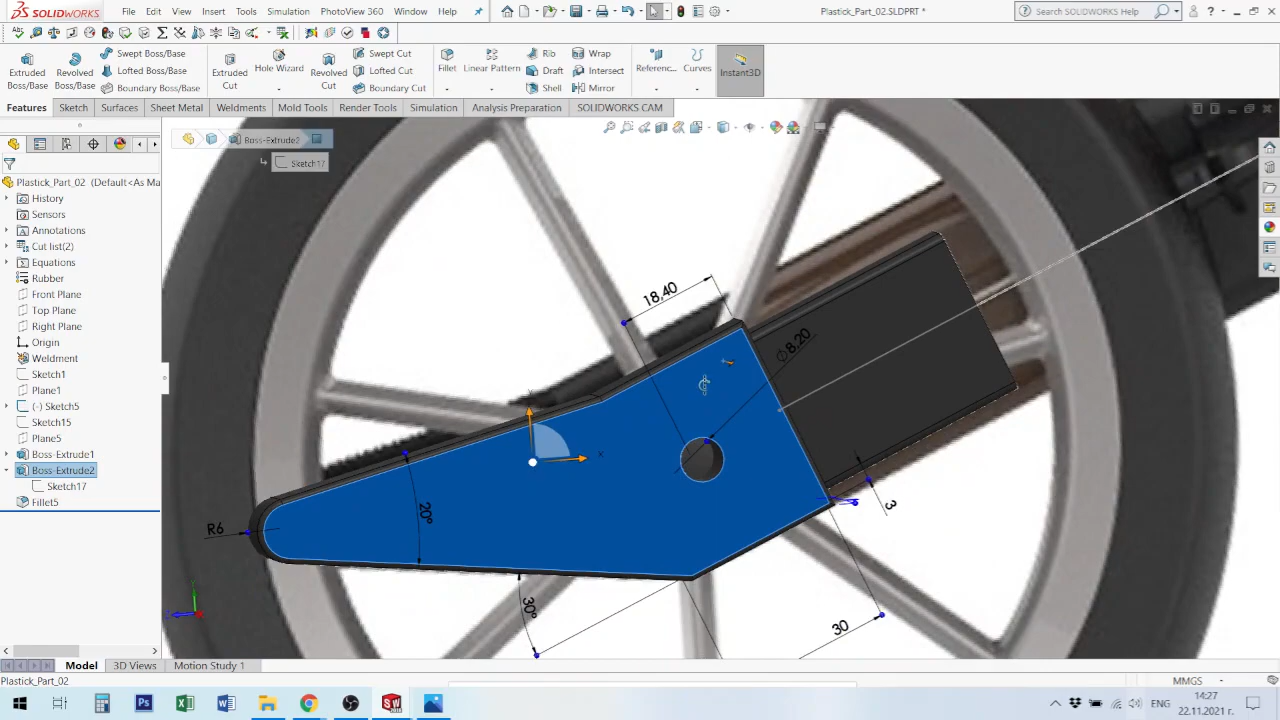 SOLIDWORKS
File Edit View Insert Tools Simulation PhotoView 360 Window Help
Plastick_Part_02.SLDPRT *
Search SOLIDWORKS Help
Extruded Boss/Base
Revolved Boss/Base
Swept Boss/Base
Lofted Boss/Base
Boundary Boss/Base
Extruded Cut
Hole Wizard
Revolved Cut
Swept Cut
Lofted Cut
Boundary Cut
Fillet
Linear Pattern
Rib
Draft
Shell
Wrap
Intersect
Mirror
Referenc...
Curves
Instant3D
Features Sketch Surfaces Sheet Metal Weldments Mold Tools Render Tools Simulation Analysis Preparation SOLIDWORKS CAM
Boss-Extrude2
Sketch17
Plastick_Part_02 (Default<As Ma
History
Sensors
Annotations
Cut list(2)
Equations
Rubber
Front Plane
Top Plane
Right Plane
Origin
Weldment
Sketch1
Plane1
(-) Sketch5
Sketch15
Plane5
Boss-Extrude1
Boss-Extrude2
Sketch17
Fillet5
18,40
∅8,20
X
R6
20°
3
30°
30
Model 3D Views Motion Study 1
Plastick_Part_02
MMGS
Ps
SW
ENG
14:27
22.11.2021 г.